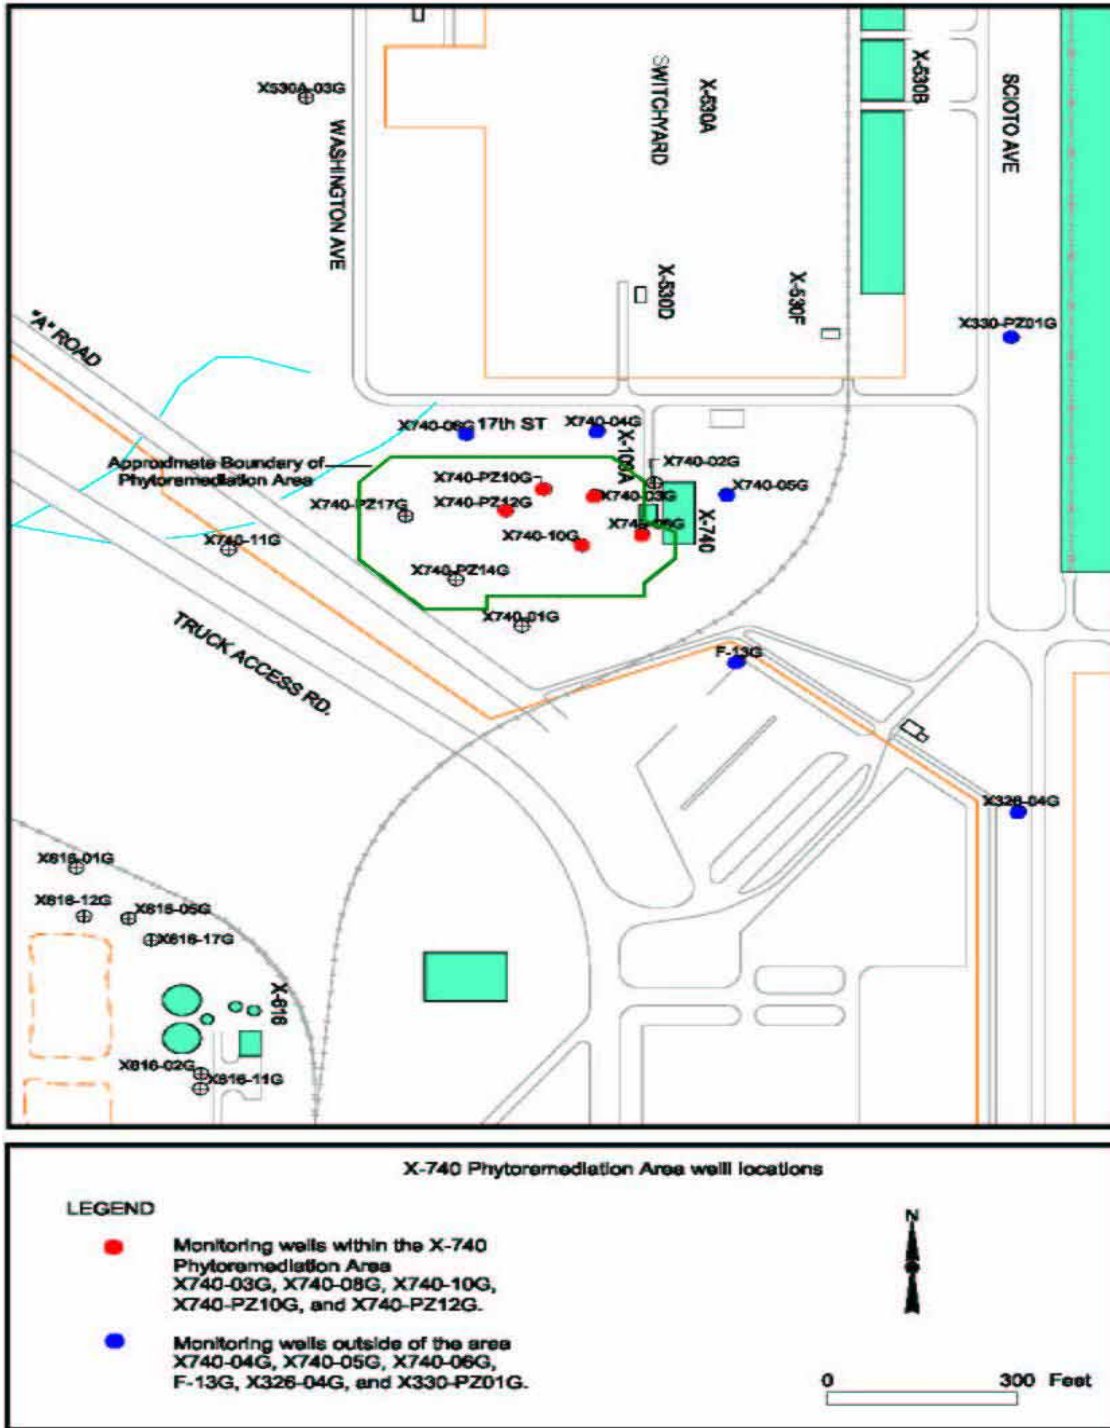 X530A-03G
WASHINGTON AVE
SWITCHYARD
X-530A
X-530B
SCIOTO AVE
X-530D
X-530F
X330-PZ01G
"A" ROAD
X740-06G
17th ST
X740-04G
Approximate Boundary of
Phytoremediation Area
X740-PZ10G
X740-02G
X740-PZ12G
X740-03G
X740-05G
X740-PZ17G
X740-10G
X-740
X740-11G
X740-PZ14G
X740-01G
TRUCK ACCESS RD.
F-13G
X326-04G
X616-01G
X616-12G
X616-05G
X616-17G
X-616
X616-02G
X616-11G
X-740 Phytoremediation Area welll locations
LEGEND
Monitoring wells within the X-740
Phytoremediation Area
X740-03G, X740-08G, X740-10G,
X740-PZ10G, and X740-PZ12G.
Monitoring wells outside of the area
X740-04G, X740-05G, X740-06G,
F-13G, X326-04G, and X330-PZ01G.
N
0 300 Feet